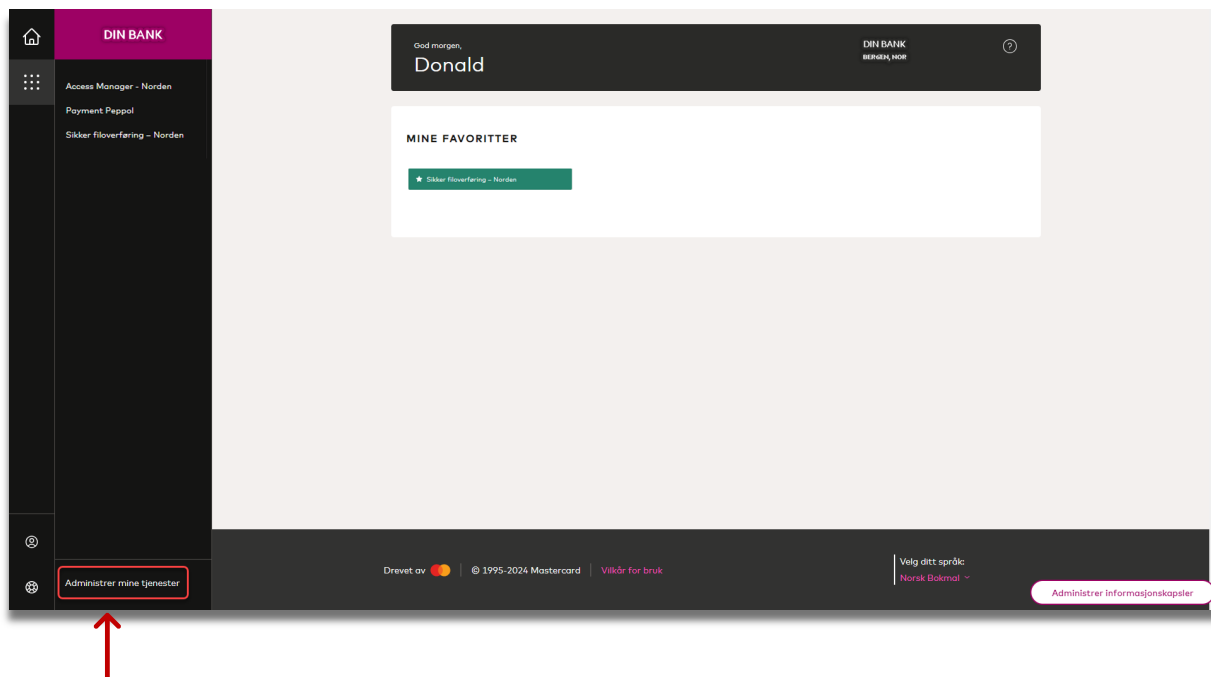 DIN BANK
Access Manager - Norden
Payment Peppol
Sikker filoverføring – Norden
Administrer mine tjenester
God morgen,
Donald
DIN BANK
BERGEN, NOR
MINE FAVORITTER
Sikker filoverføring – Norden
Drevet av
© 1995-2024 Mastercard
Vilkår for bruk
Velg ditt språk:
Norsk Bokmal
Administrer informasjonskapsler